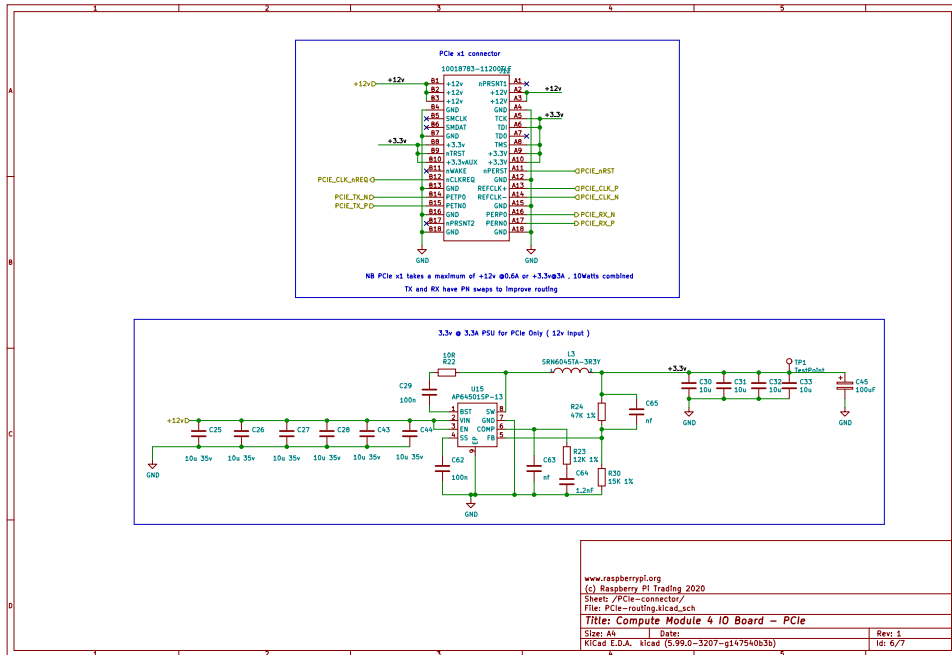 1 2 3 4
A
B
C
D
PCIe x1 connector
10018783-11200TLF
+12v +12v B1 +12v nPRSNT1 A1
B2 +12v +12V A2 +12v
B3 +12v +12V A3
B4 GND GND A4
B5 SMCLK TCK A5 +3.3v
B6 SMDAT TDI A6
B7 GND TDO A7
+3.3v B8 +3.3v TMS A8
B9 nTRST +3.3v A9
B10 +3.3vAUX +3.3v A10
B11 nWAKE nPERST A11 PCIE_nRST
PCIE_CLK_nREQ B12 nCLKREQ GND A12
B13 GND REFCLK+ A13 PCIE_CLK_P
PCIE_TX_N B14 PETP0 REFCLK- A14 PCIE_CLK_N
PCIE_TX_P B15 PETN0 GND A15
B16 GND PERP0 A16 PCIE_RX_N
B17 nPRSNT2 PERN0 A17 PCIE_RX_P
B18 GND GND A18
GND GND
NB PCIe x1 takes a maximum of +12v @0.6A or +3.3v@3A , 10Watts combined
TX and RX have PN swaps to improve routing
3.3v @ 3.3A PSU for PCIe Only ( 12v input )
10R
R22
L3
SRN6045TA-3R3Y
+3.3v
TP1
TestPoint
C29
100n
U15
AP64501SP-13
C30
10u
C31
10u
C32
10u
C33
10u
C45
100uF
1 BST SW 8
2 VIN GND 7
3 EN COMP 6
4 SS FB 5
EP
9
R24
47K 1%
C65
nf
+12v
C25
10u 35v
C26
10u 35v
C27
10u 35v
C28
10u 35v
C43
10u 35v
C44
10u 35v
GND
GND
GND
C62
100n
C63
nf
R23
12K 1%
C64
1.2nF
R30
15K 1%
GND
www.raspberrypi.org
(c) Raspberry Pi Trading 2020
Sheet: /PCIe-connector/
File: PCIe-routing.kicad_sch
Title: Compute Module 4 IO Board - PCIe
Size: A4 Date: Rev: 1
KiCad E.D.A. kicad (5.99.0-3207-g147540b3b) Id: 6/7
1 2 3 4